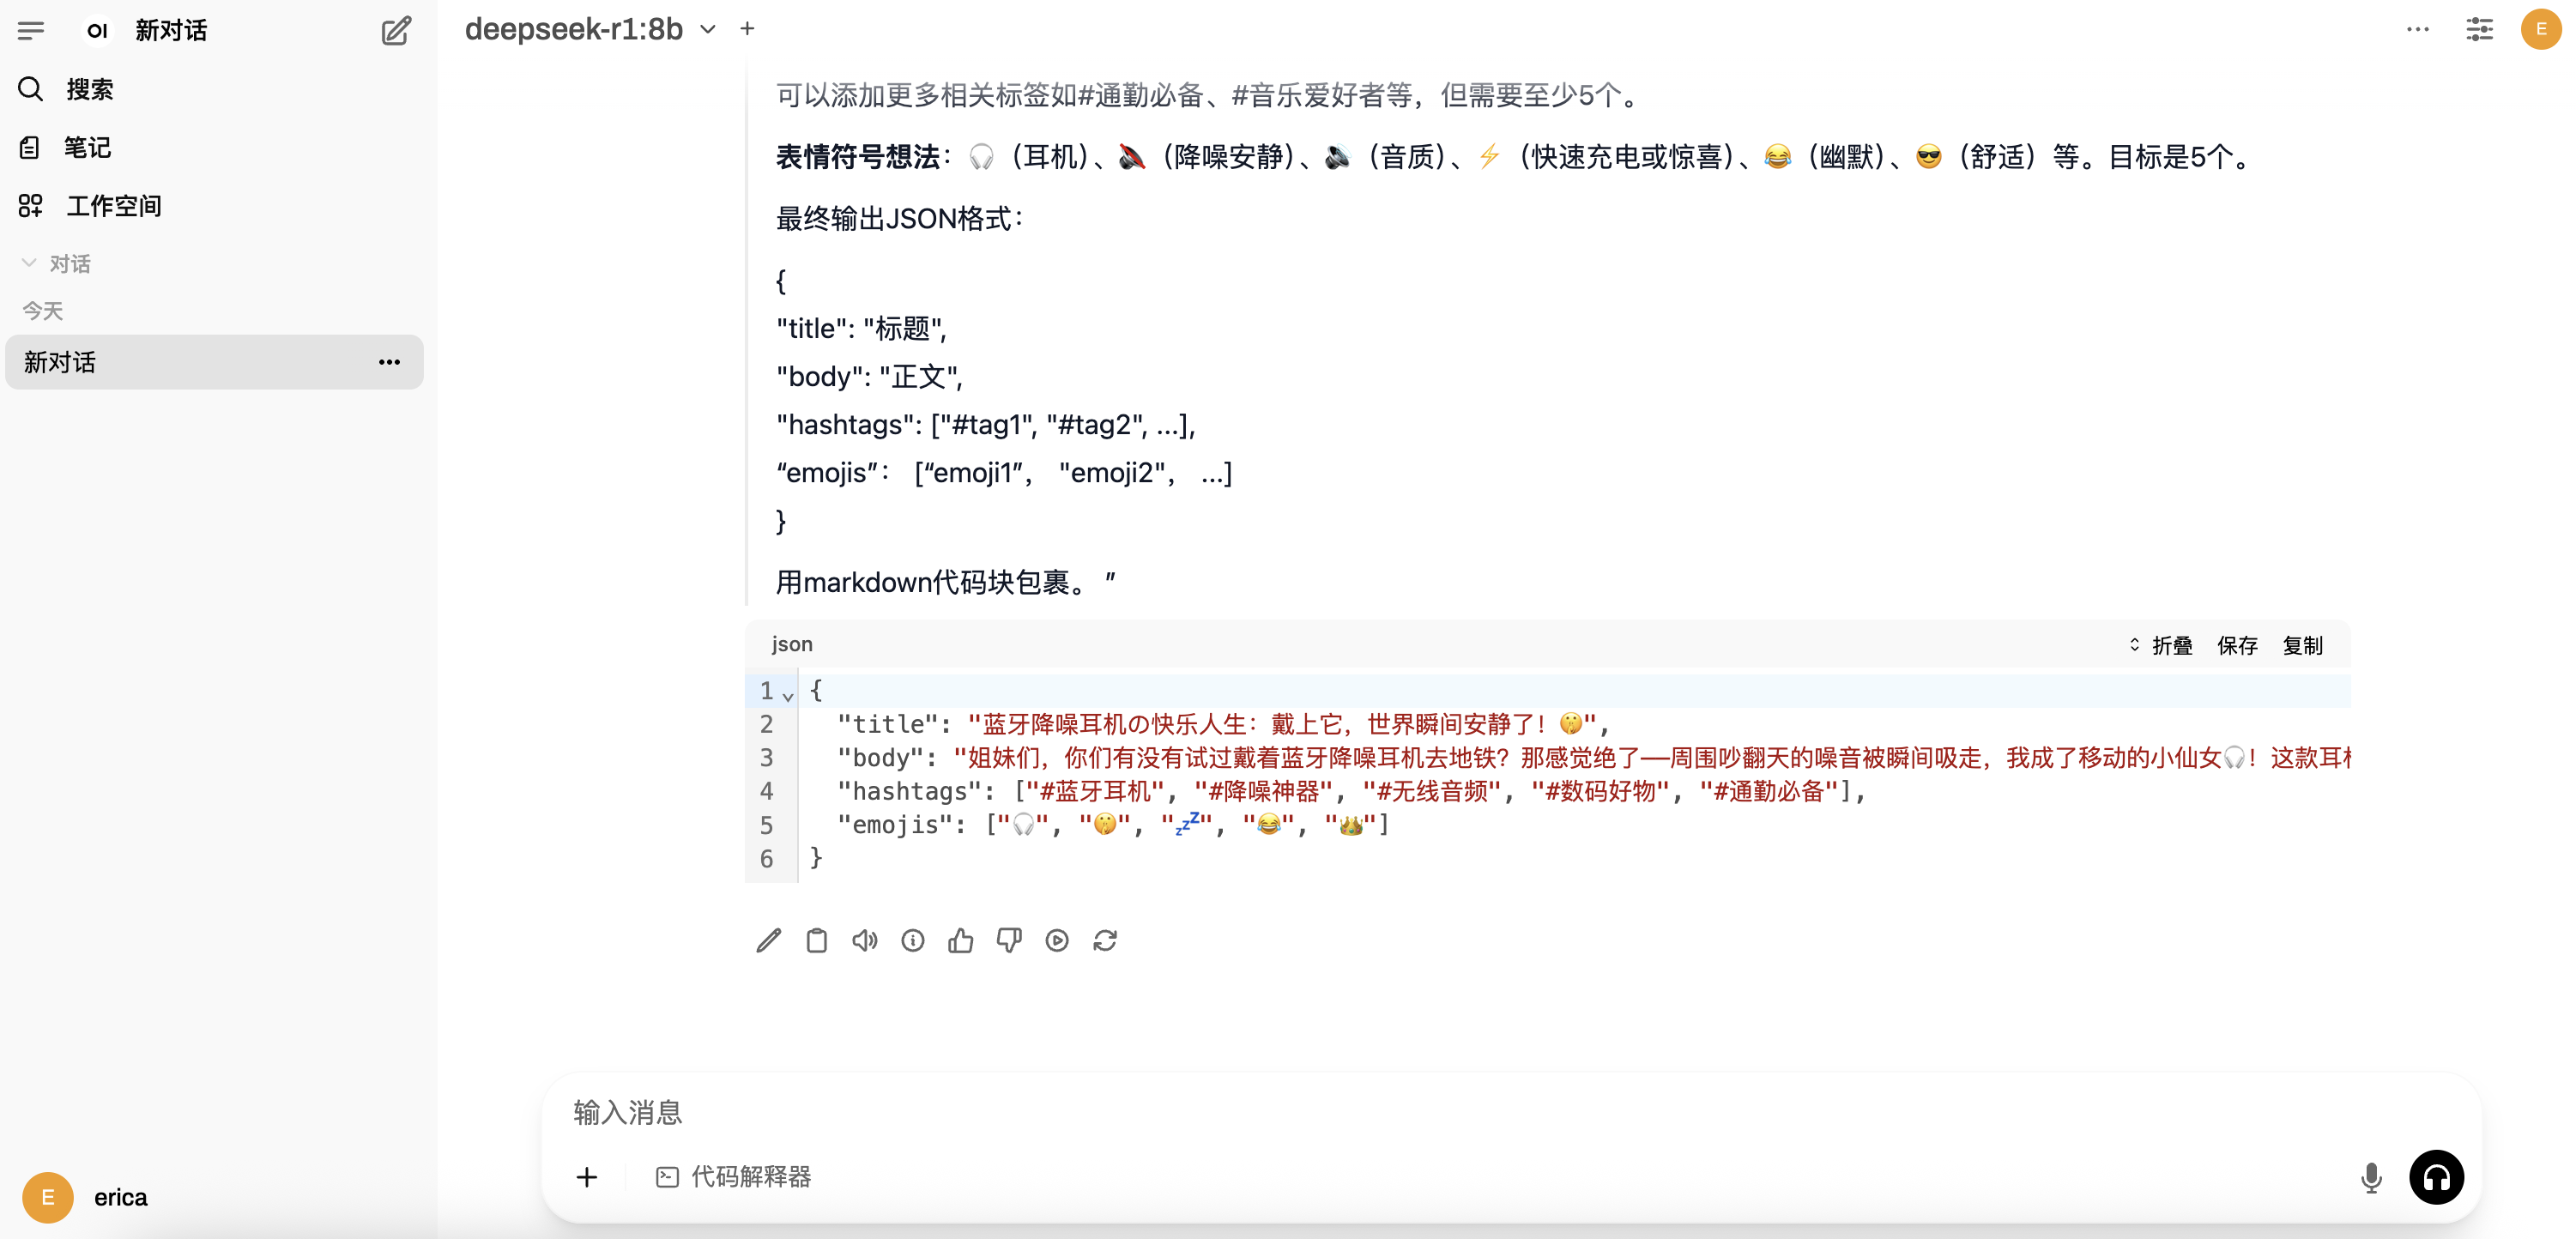 OI 新对话
搜索
笔记
工作空间
对话
今天
新对话
erica
E
deepseek-r1:8b
E
可以添加更多相关标签如#通勤必备、#音乐爱好者等，但需要至少5个。
表情符号想法：🎧（耳机）、🔕（降噪安静）、🔊（音质）、⚡（快速充电或惊喜）、😂（幽默）、😎（舒适）等。目标是5个。
最终输出JSON格式：
{
"title": "标题",
"body": "正文",
"hashtags": ["#tag1", "#tag2", ...],
“emojis”： [“emoji1”， "emoji2"， ...]
}
用markdown代码块包裹。”
json 折叠 保存 复制
1 {
2 "title": "蓝牙降噪耳机の快乐人生：戴上它，世界瞬间安静了！🤫",
3 "body": "姐妹们，你们有没有试过戴着蓝牙降噪耳机去地铁？那感觉绝了——周围吵翻天的噪音被瞬间吸走，我成了移动的小仙女🎧！这款耳
4 "hashtags": ["#蓝牙耳机", "#降噪神器", "#无线音频", "#数码好物", "#通勤必备"],
5 "emojis": ["🎧", "🤫", "💤", "😂", "👑"]
6 }
输入消息
代码解释器